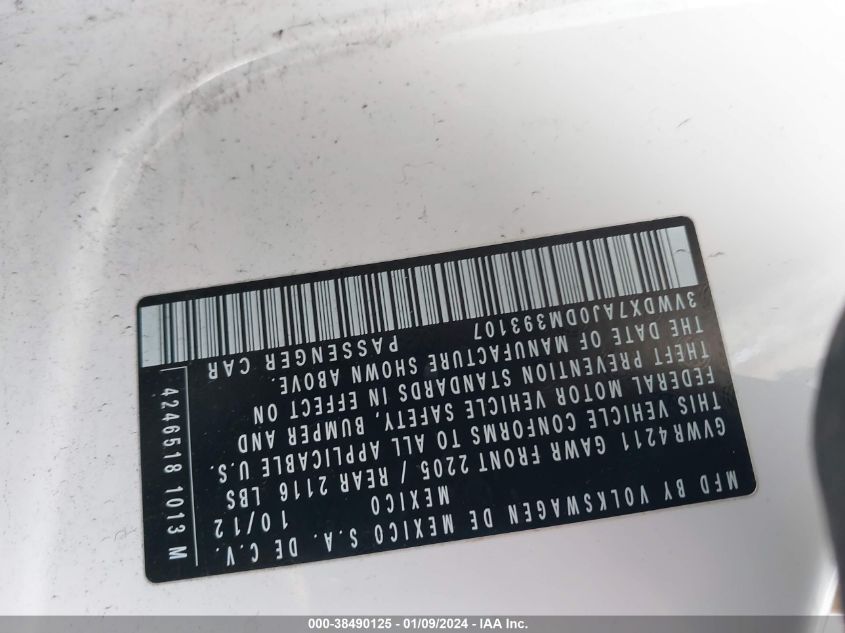 MFD BY VOLKSWAGEN DE MEXICO S.A. DE C.V.
MEXICO 10/12
GVWR 4211 GAWR FRONT 2205 / REAR 2116 LBS
THIS VEHICLE CONFORMS TO ALL APPLICABLE U.S.
FEDERAL MOTOR VEHICLE SAFETY, BUMPER AND
THEFT PREVENTION STANDARDS IN EFFECT ON
THE DATE OF MANUFACTURE SHOWN ABOVE.
3VWDX7AJ0DM393107 PASSENGER CAR
4246518 1013 M
000-38490125 - 01/09/2024 - IAA Inc.